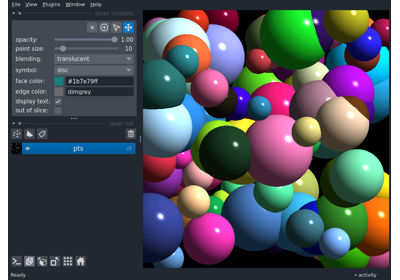 File View Plugins Window Help
layer controls
opacity: 1.00
point size: 10
blending: translucent
symbol: disc
face color: #1b7e79ff
edge color: dimgrey
display text:
out of slice:
layer list
pts
Ready
activity